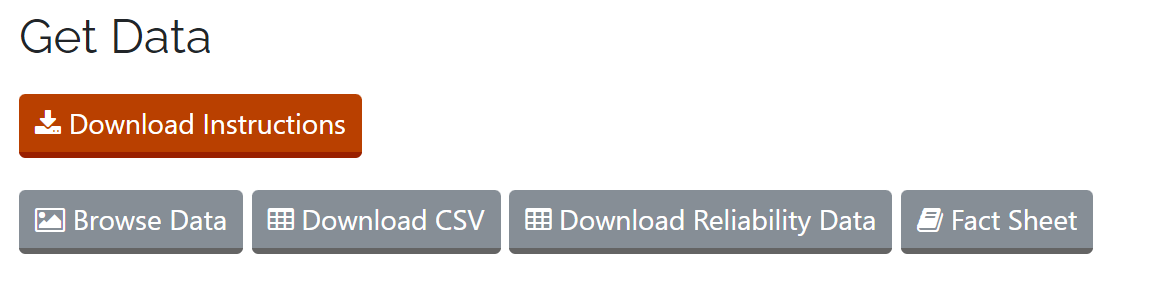 Get Data
Download Instructions
Browse Data Download CSV Download Reliability Data Fact Sheet